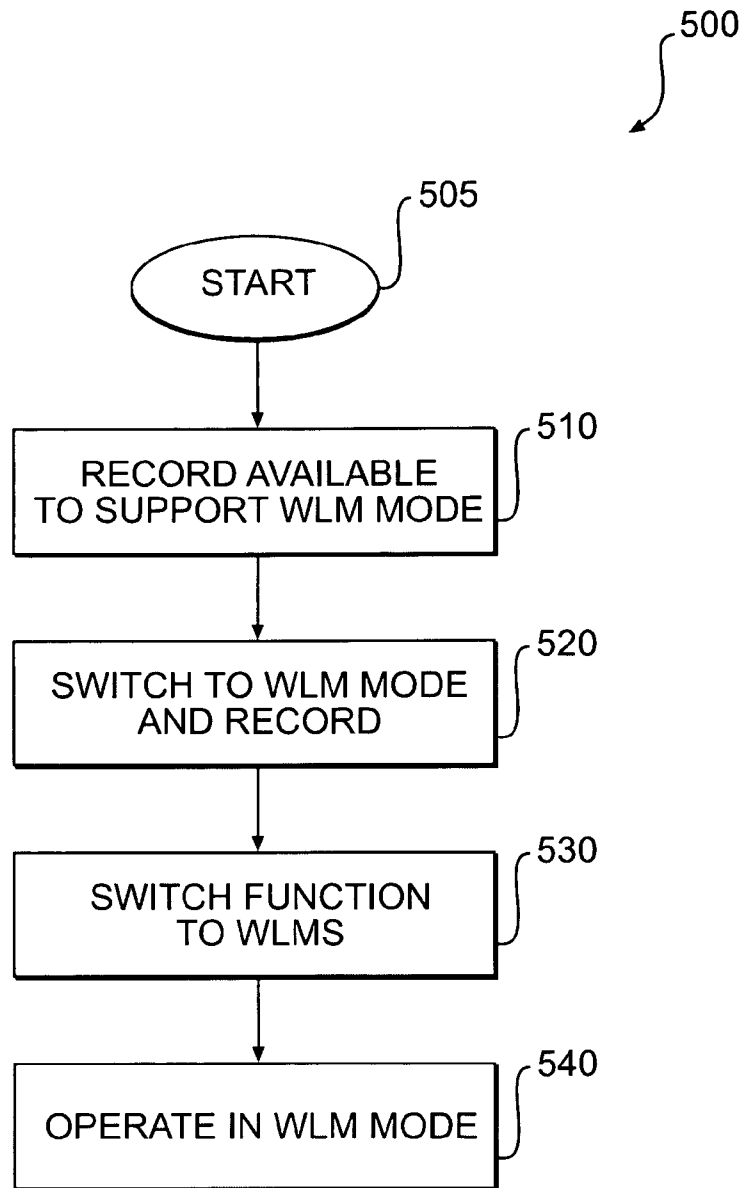 500
505
START
510
RECORD AVAILABLE
TO SUPPORT WLM MODE
520
SWITCH TO WLM MODE
AND RECORD
530
SWITCH FUNCTION
TO WLMS
540
OPERATE IN WLM MODE